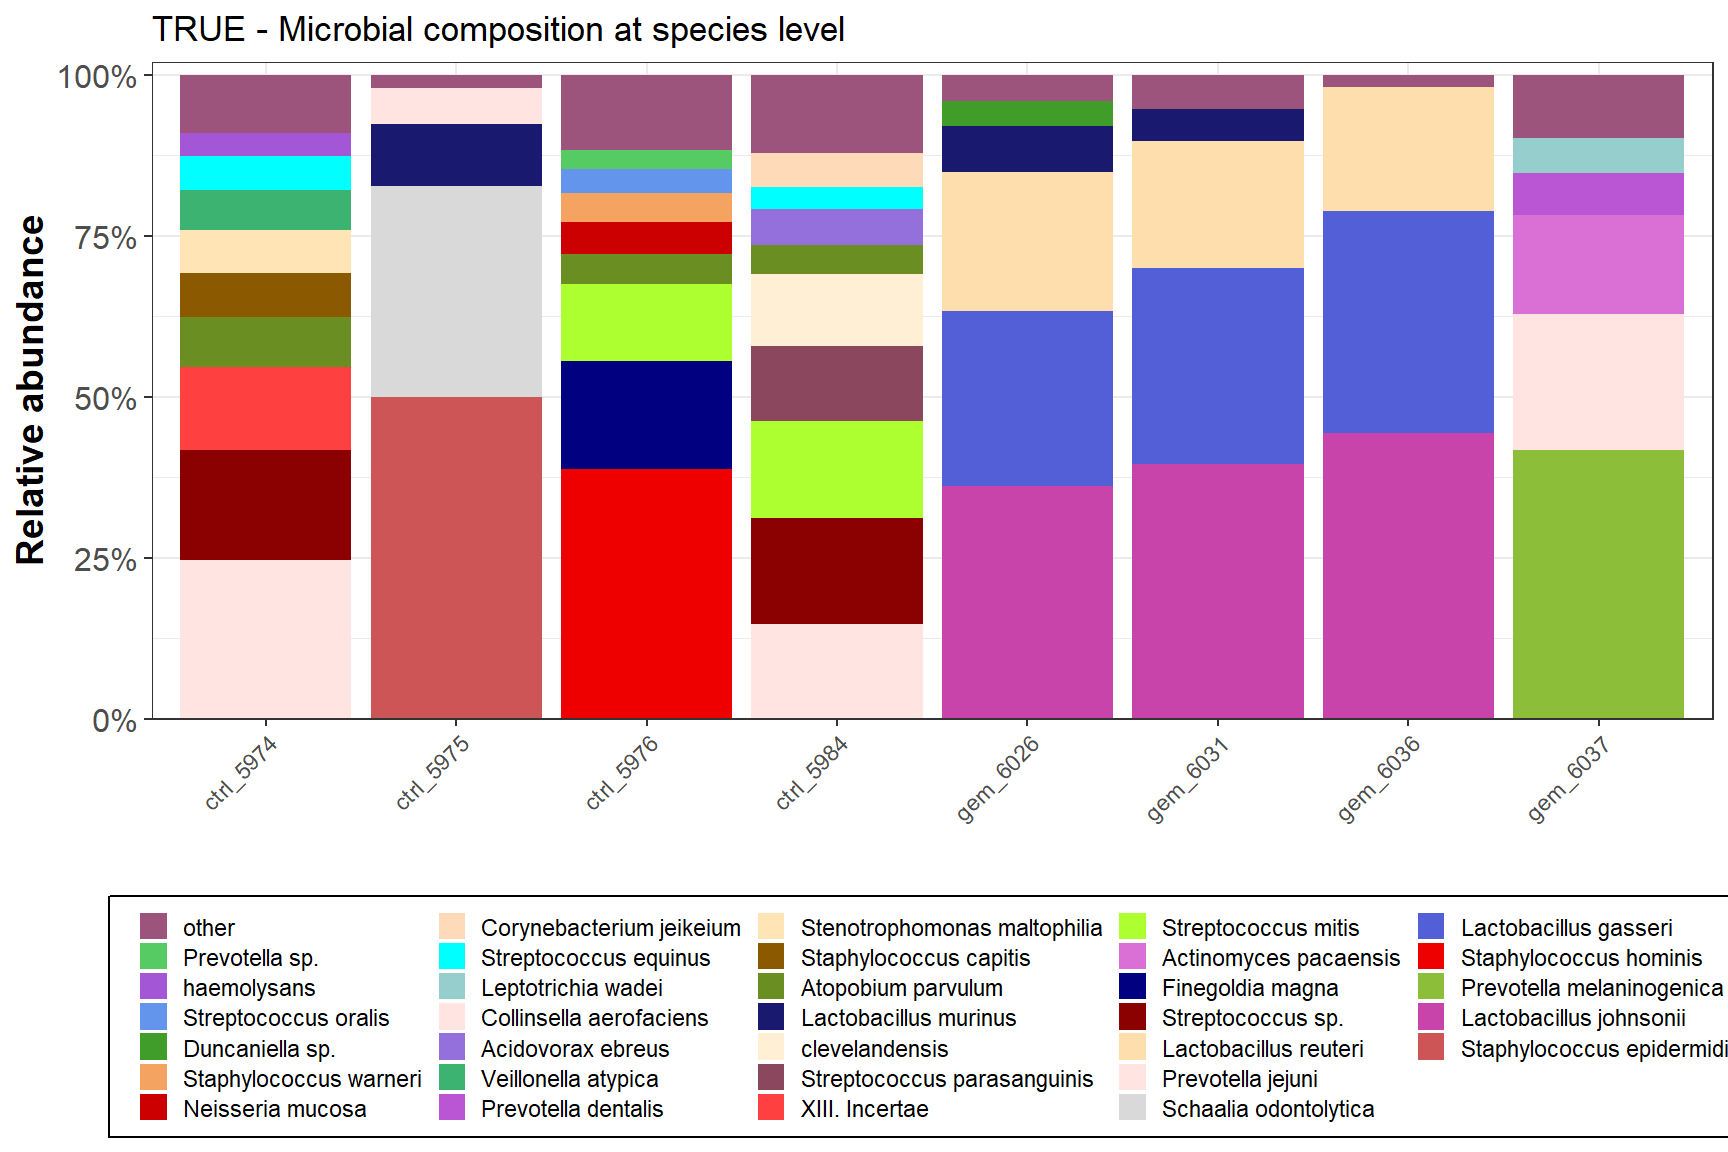 TRUE - Microbial composition at species level
Relative abundance
100%
75%
50%
25%
0%
ctrl_5974
ctrl_5975
ctrl_5976
ctrl_5984
gem_6026
gem_6031
gem_6036
gem_6037
other
Prevotella sp.
haemolysans
Streptococcus oralis
Duncaniella sp.
Staphylococcus warneri
Neisseria mucosa
Corynebacterium jeikeium
Streptococcus equinus
Leptotrichia wadei
Collinsella aerofaciens
Acidovorax ebreus
Veillonella atypica
Prevotella dentalis
Stenotrophomonas maltophilia
Staphylococcus capitis
Atopobium parvulum
Lactobacillus murinus
clevelandensis
Streptococcus parasanguinis
XIII. Incertae
Streptococcus mitis
Actinomyces pacaensis
Finegoldia magna
Streptococcus sp.
Lactobacillus reuteri
Prevotella jejuni
Schaalia odontolytica
Lactobacillus gasseri
Staphylococcus hominis
Prevotella melaninogenica
Lactobacillus johnsonii
Staphylococcus epidermidi